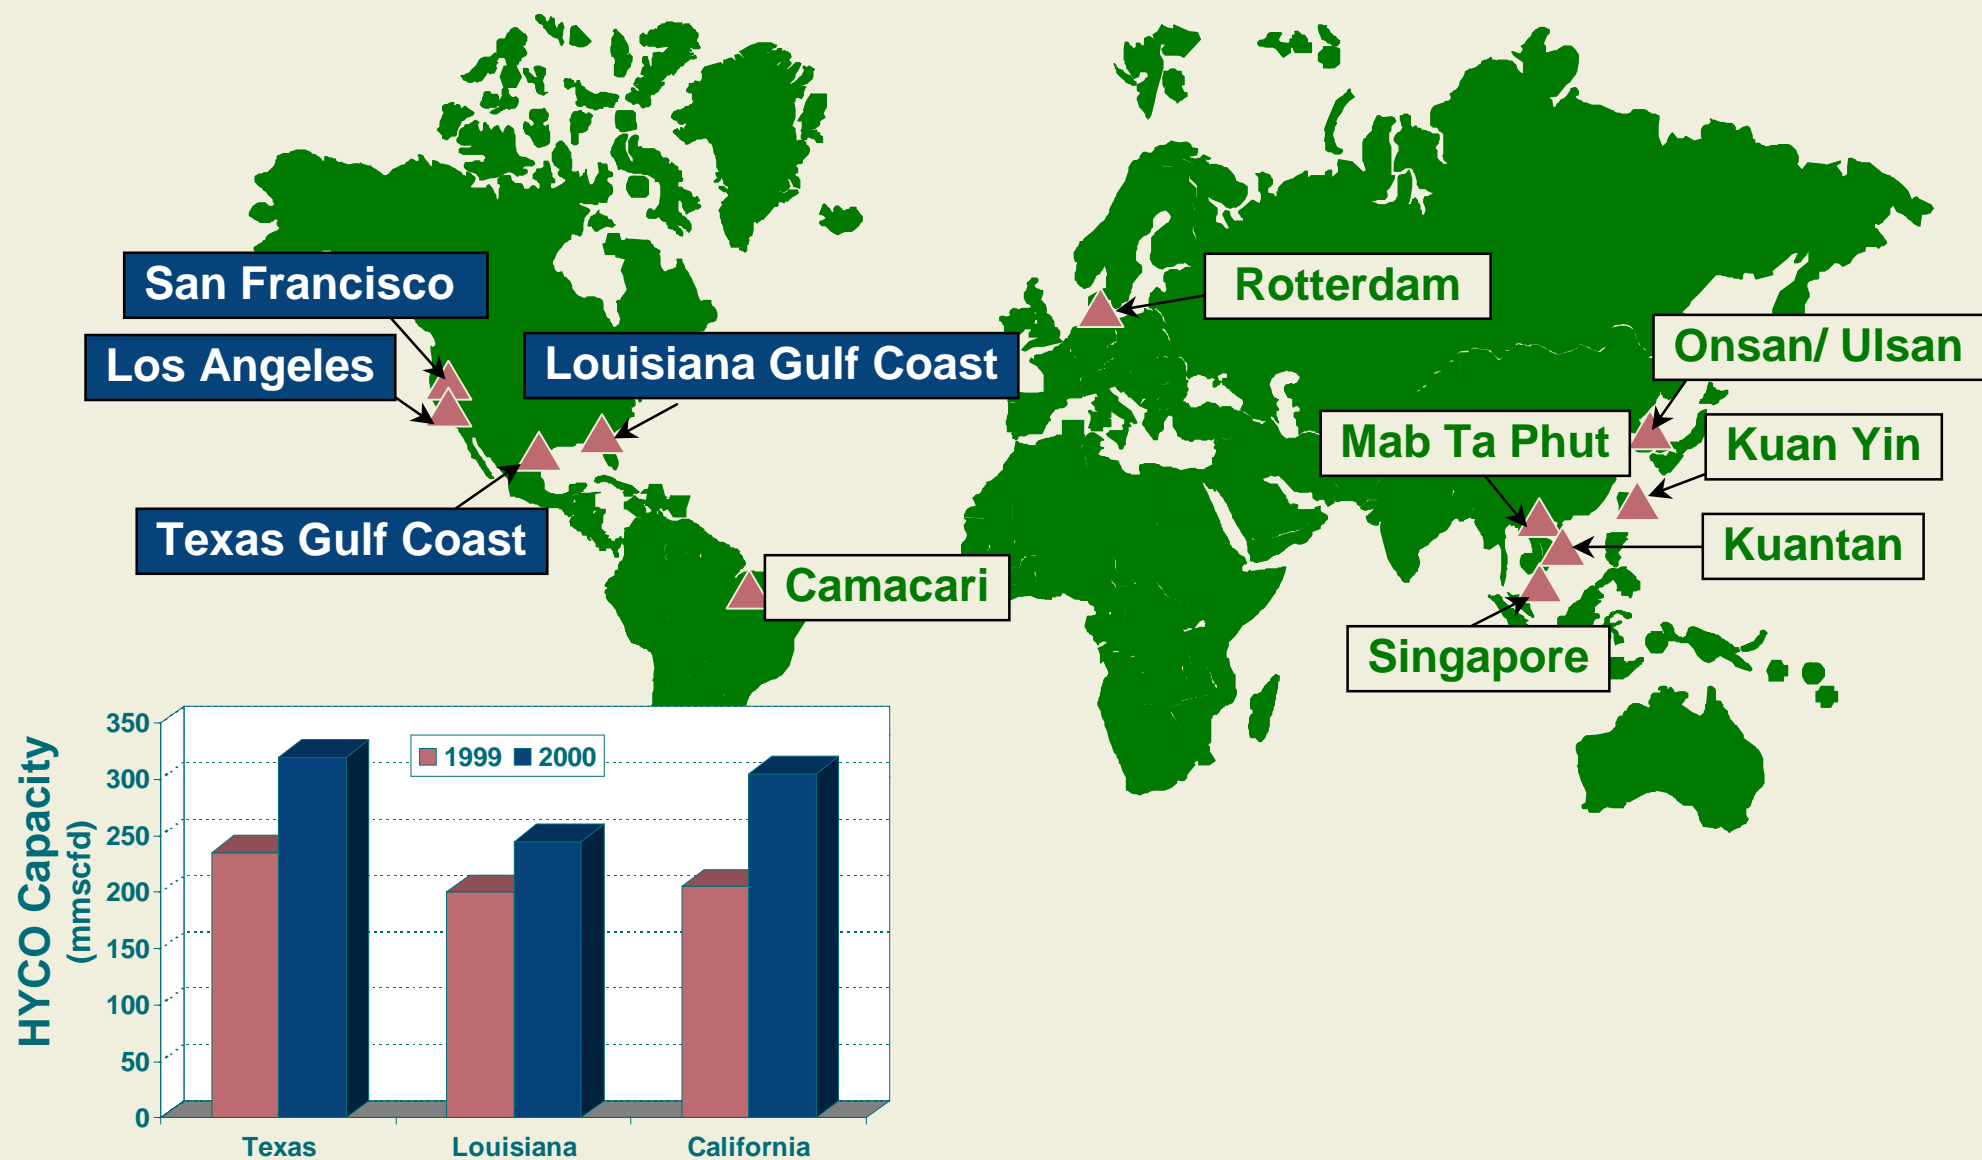 San Francisco
Rotterdam
Onsan/ Ulsan
Los Angeles
Louisiana Gulf Coast
Mab Ta Phut
Kuan Yin
Texas Gulf Coast
Kuantan
Camacari
Singapore
HYCO Capacity
(mmscfd)
350
300
250
200
150
100
50
0
1999 2000
Texas Louisiana California